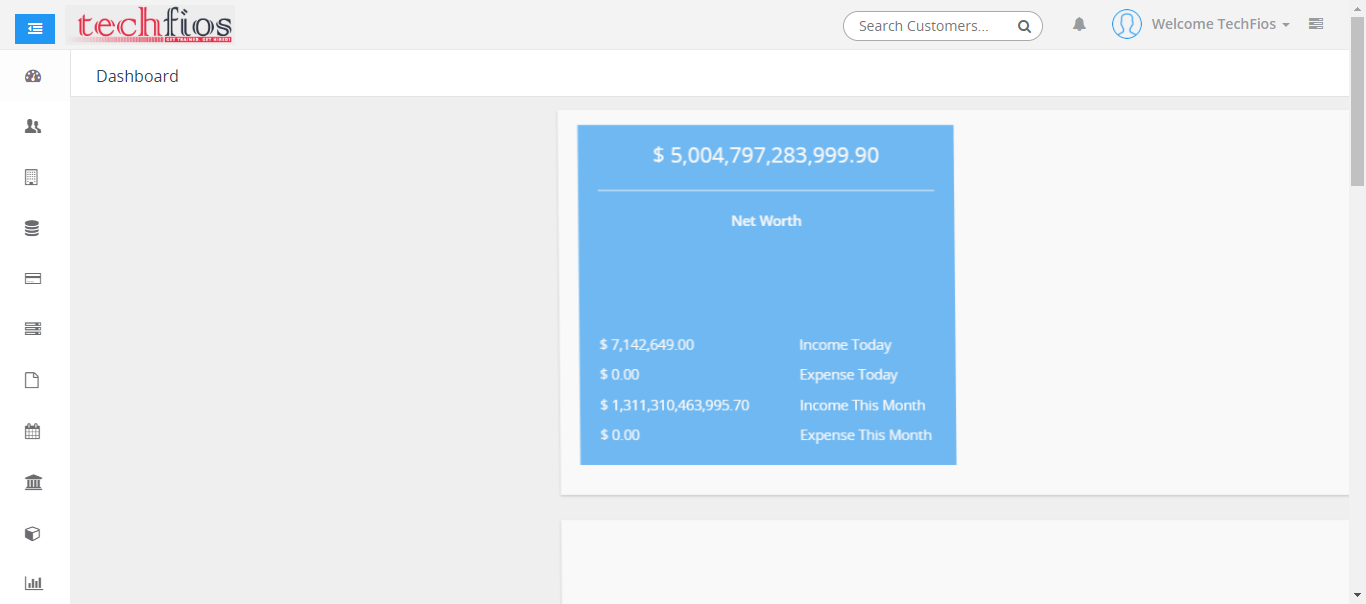 techfios
GET TRAINED. GET HIRED!
Search Customers...
Welcome TechFios
Dashboard
$ 5,004,797,283,999.90
Net Worth
$ 7,142,649.00 Income Today
$ 0.00 Expense Today
$ 1,311,310,463,995.70 Income This Month
$ 0.00 Expense This Month